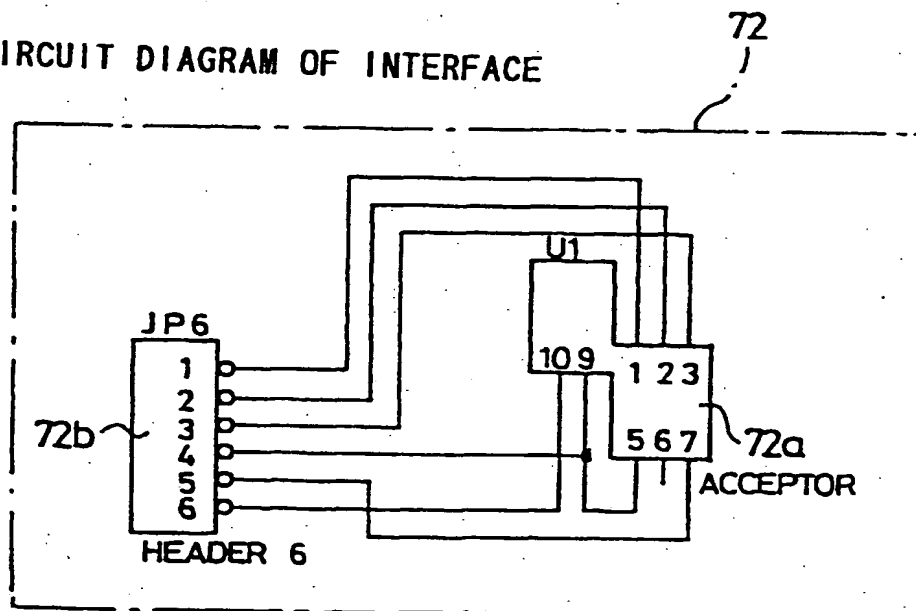 72
IRCUIT DIAGRAM OF INTERFACE
U1
JP6
1
2
3
4
5
6
10 9
1 2 3
5 6 7
72b
72a
ACCEPTOR
HEADER 6